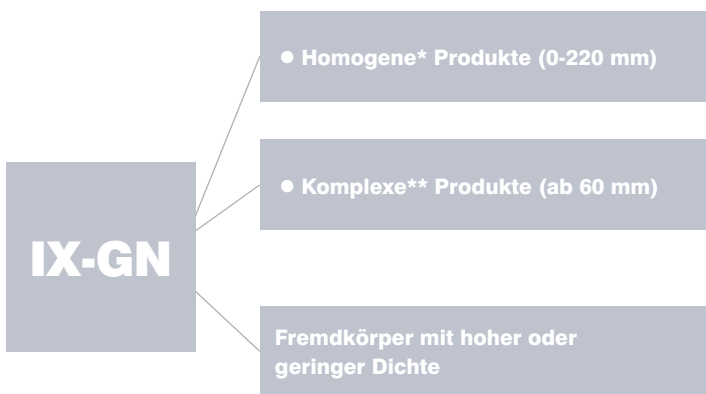 ● Homogene* Produkte (0-220 mm)
● Komplexe** Produkte (ab 60 mm)
IX-GN
Fremdkörper mit hoher oder
geringer Dichte